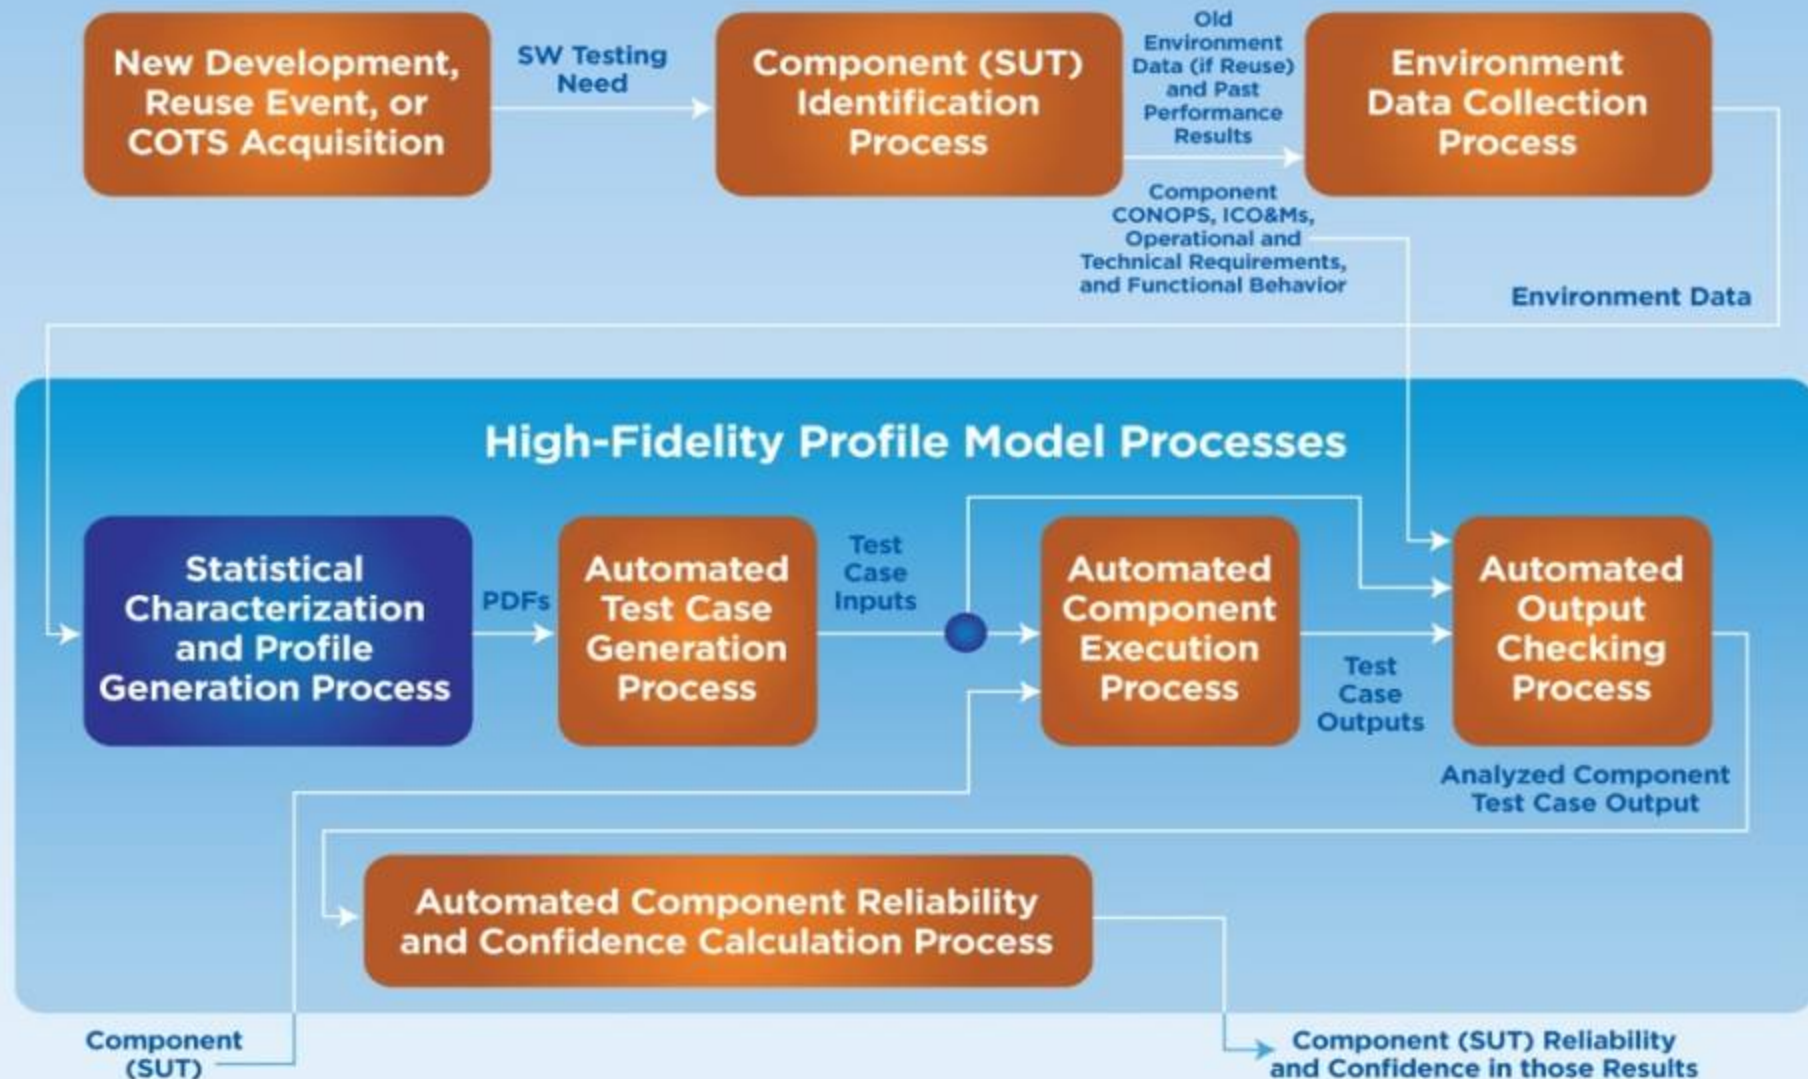 New Development,
Reuse Event, or
COTS Acquisition
SW Testing
Need
Component (SUT)
Identification
Process
Old
Environment
Data (if Reuse)
and Past
Performance
Results
Environment
Data Collection
Process
Component
CONOPS, ICO&Ms,
Operational and
Technical Requirements,
and Functional Behavior
Environment Data
High-Fidelity Profile Model Processes
Statistical
Characterization
and Profile
Generation Process
PDFs
Automated
Test Case
Generation
Process
Test
Case
Inputs
Automated
Component
Execution
Process
Test
Case
Outputs
Automated
Output
Checking
Process
Analyzed Component
Test Case Output
Automated Component Reliability
and Confidence Calculation Process
Component
(SUT)
Component (SUT) Reliability
and Confidence in those Results